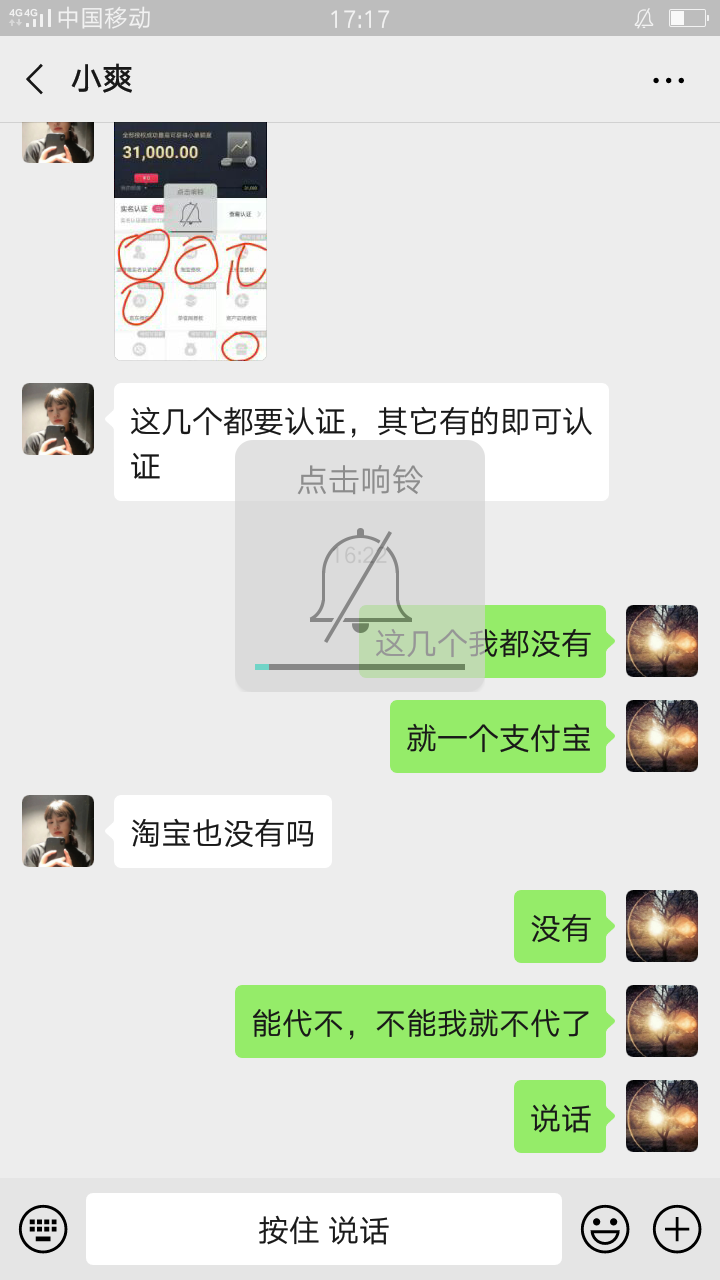 4G 4G 中国移动 17:17
小爽
31,000.00
点击响铃
实名认证
这几个都要认证，其它有的即可认
证
点击响铃
16:22
这几个我都没有
就一个支付宝
淘宝也没有吗
没有
能代不，不能我就不代了
说话
按住 说话